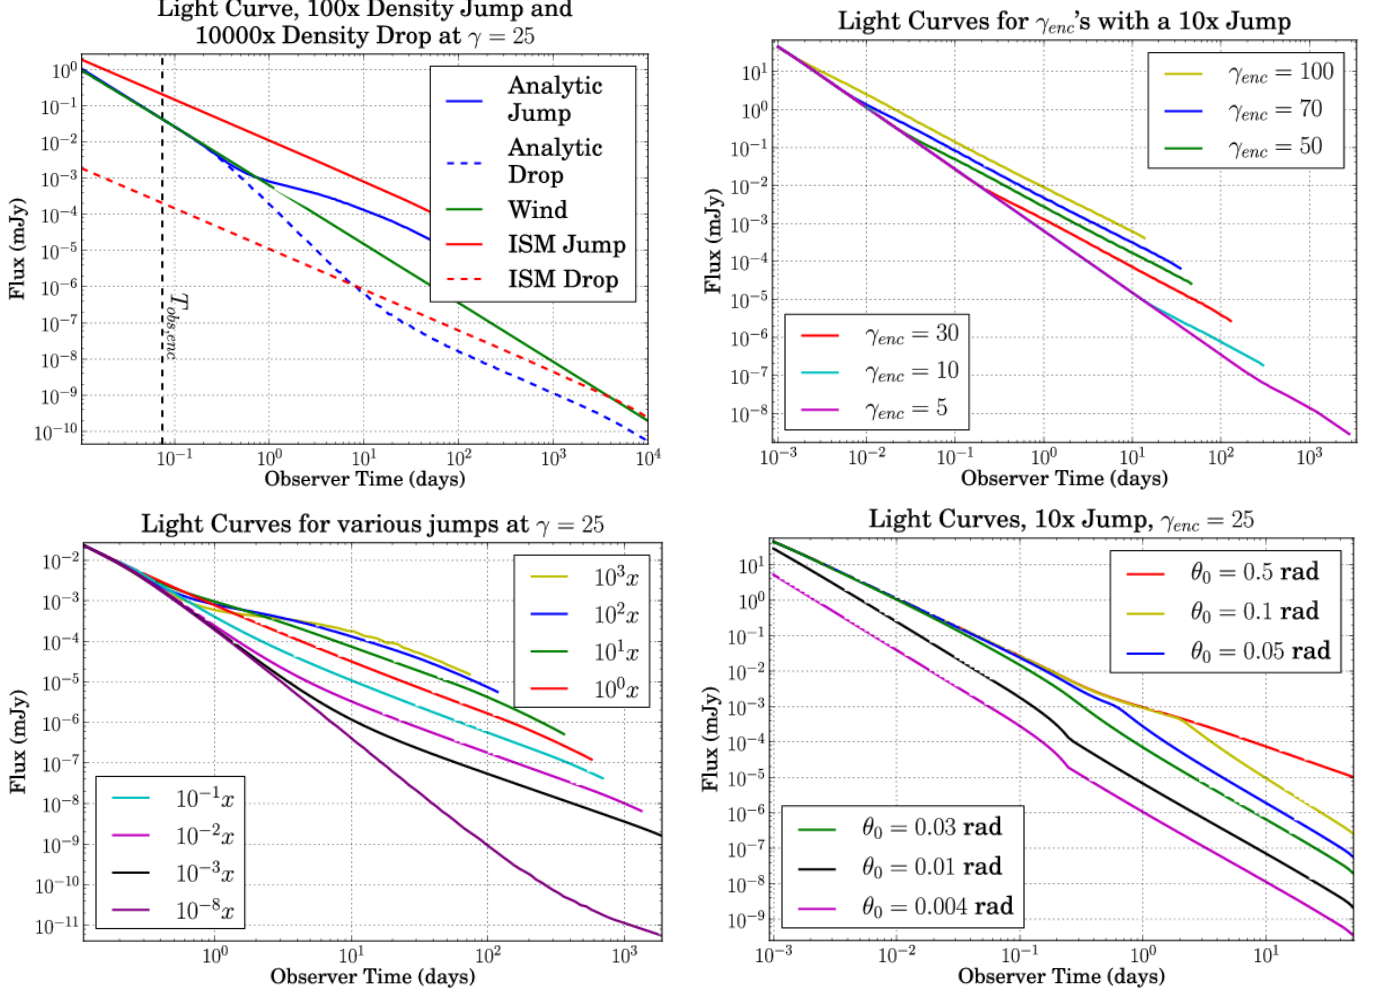 Light Curve, 100x Density Jump and
10000x Density Drop at γ = 25
Flux (mJy)
10^0
10^-1
10^-2
10^-3
10^-4
10^-5
10^-6
10^-7
10^-8
10^-9
10^-10
T_obs,enc
Analytic
Jump
Analytic
Drop
Wind
ISM Jump
ISM Drop
10^-1 10^0 10^1 10^2 10^3 10^4
Observer Time (days)
Light Curves for γ_enc's with a 10x Jump
Flux (mJy)
10^1
10^0
10^-1
10^-2
10^-3
10^-4
10^-5
10^-6
10^-7
10^-8
γ_enc = 100
γ_enc = 70
γ_enc = 50
γ_enc = 30
γ_enc = 10
γ_enc = 5
10^-3 10^-2 10^-1 10^0 10^1 10^2 10^3
Observer Time (days)
Light Curves for various jumps at γ = 25
Flux (mJy)
10^-2
10^-3
10^-4
10^-5
10^-6
10^-7
10^-8
10^-9
10^-10
10^-11
10^3x
10^2x
10^1x
10^0x
10^-1x
10^-2x
10^-3x
10^-8x
10^0 10^1 10^2 10^3
Observer Time (days)
Light Curves, 10x Jump, γ_enc = 25
Flux (mJy)
10^1
10^0
10^-1
10^-2
10^-3
10^-4
10^-5
10^-6
10^-7
10^-8
10^-9
θ_0 = 0.5 rad
θ_0 = 0.1 rad
θ_0 = 0.05 rad
θ_0 = 0.03 rad
θ_0 = 0.01 rad
θ_0 = 0.004 rad
10^-3 10^-2 10^-1 10^0 10^1
Observer Time (days)